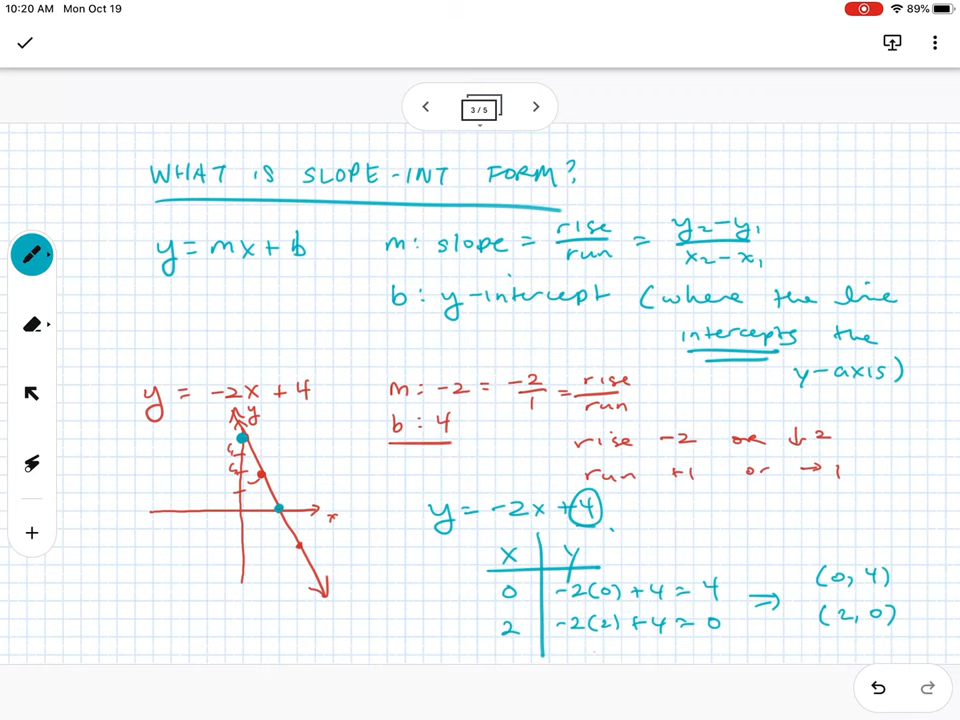 10:20 AM Mon Oct 19
89%
3 / 5
WHAT IS SLOPE-INT FORM?
y = mx + b
m: slope = rise/run = y₂-y₁/x₂-x₁
b: y-intercept (where the line
intercepts the
y-axis)
y = -2x + 4
m: -2 = -2/1 = rise/run
b: 4
rise -2 or ↓ 2
run +1 or → 1
y
x
y = -2x + 4
X Y
0 -2(0) + 4 = 4
2 -2(2) + 4 = 0
⇒ (0, 4)
(2, 0)